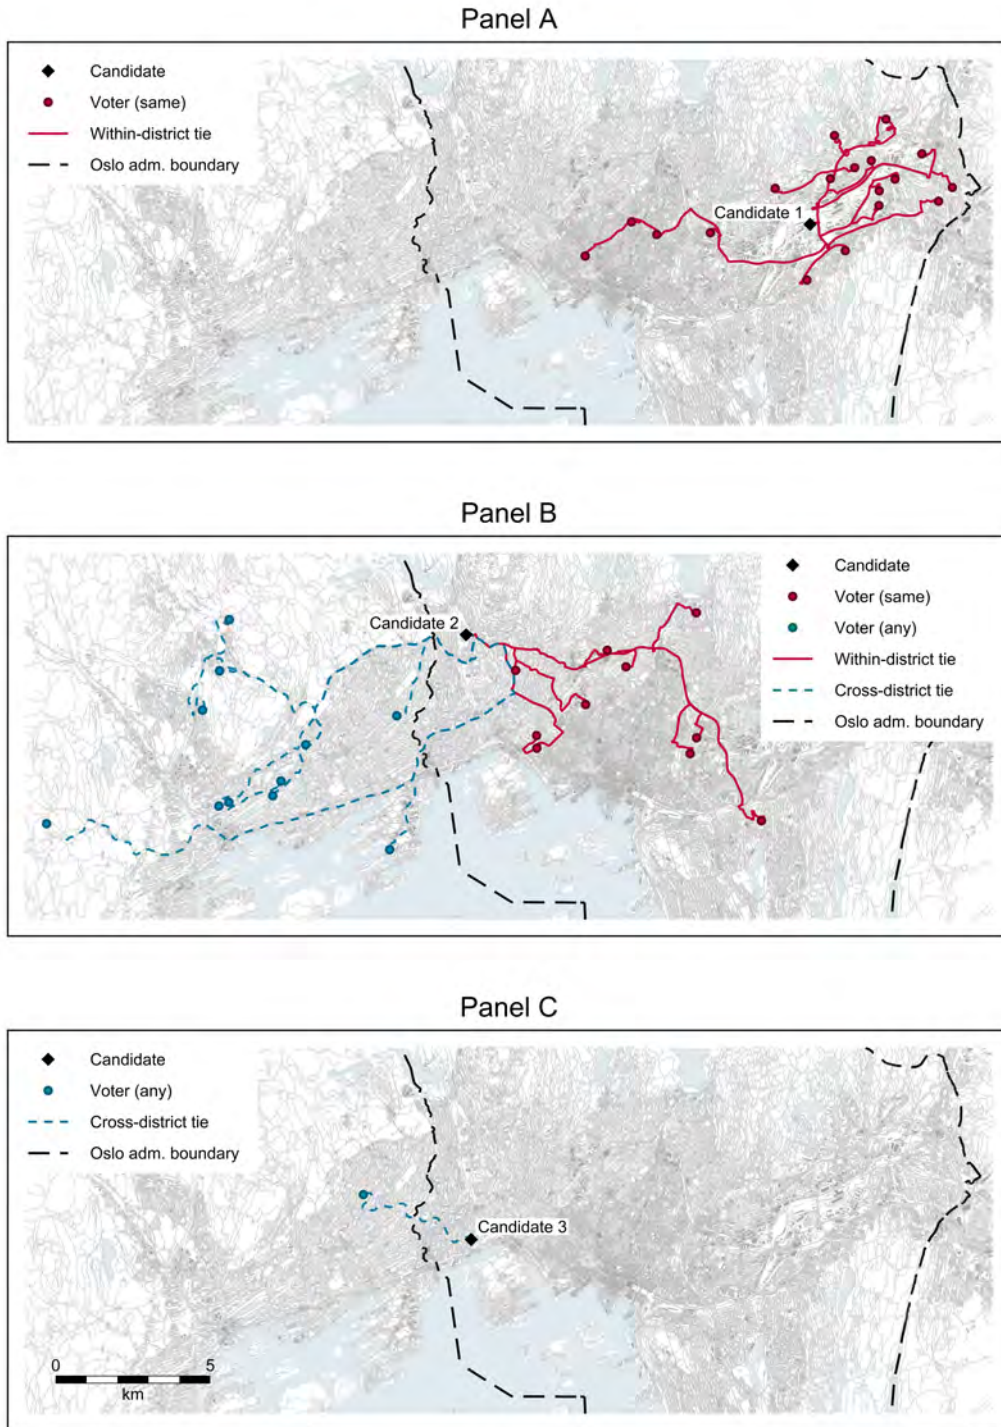 Panel A
Candidate
Voter (same)
Within-district tie
Oslo adm. boundary
Candidate 1
Panel B
Candidate
Voter (same)
Voter (any)
Within-district tie
Cross-district tie
Oslo adm. boundary
Candidate 2
Panel C
Candidate
Voter (any)
Cross-district tie
Oslo adm. boundary
Candidate 3
0 5
km